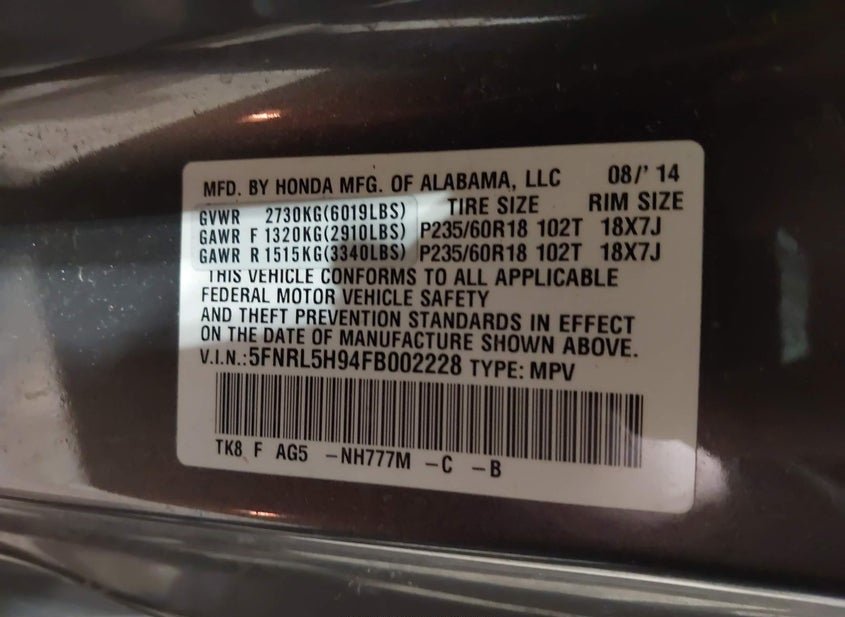 MFD. BY HONDA MFG. OF ALABAMA, LLC 08/'14
GVWR 2730KG(6019LBS) TIRE SIZE RIM SIZE
GAWR F 1320KG(2910LBS) P235/60R18 102T 18X7J
GAWR R 1515KG(3340LBS) P235/60R18 102T 18X7J
THIS VEHICLE CONFORMS TO ALL APPLICABLE
FEDERAL MOTOR VEHICLE SAFETY
AND THEFT PREVENTION STANDARDS IN EFFECT
ON THE DATE OF MANUFACTURE SHOWN ABOVE.
V.I.N.:5FNRL5H94FB002228 TYPE: MPV
TK8 F AG5 -NH777M -C -B